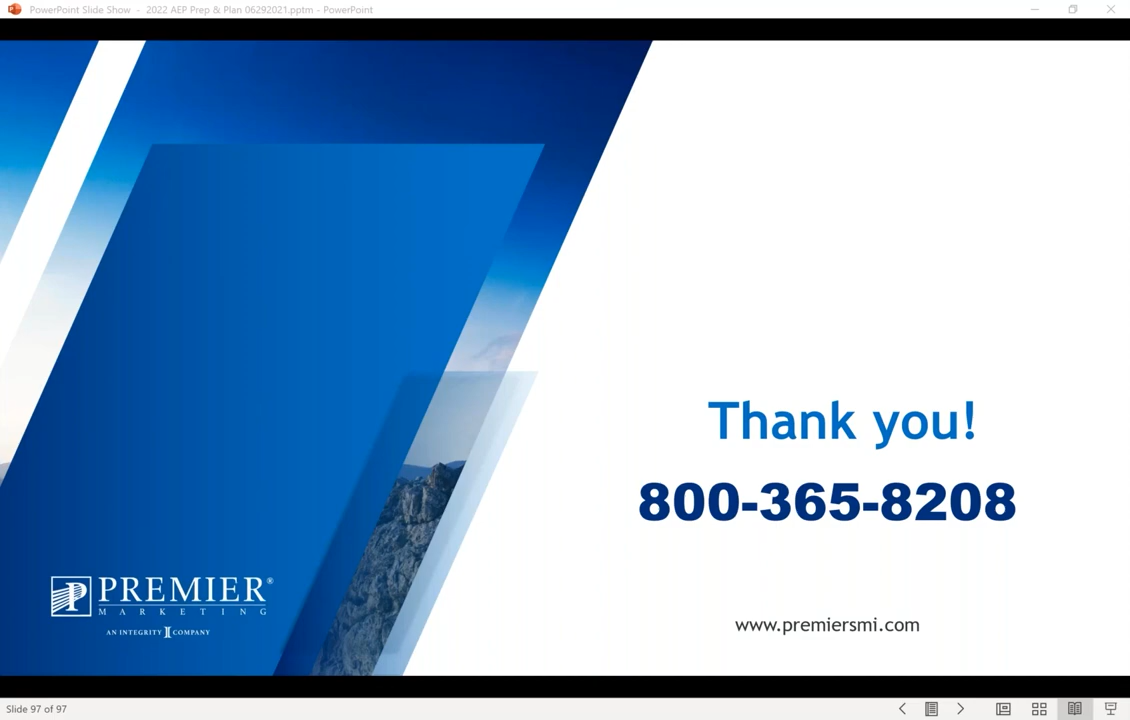 PowerPoint Slide Show - 2022 AEP Prep & Plan 06292021.pptm - PowerPoint
Thank you!
800-365-8208
PREMIER®
MARKETING
AN INTEGRITY COMPANY
www.premiersmi.com
Slide 97 of 97